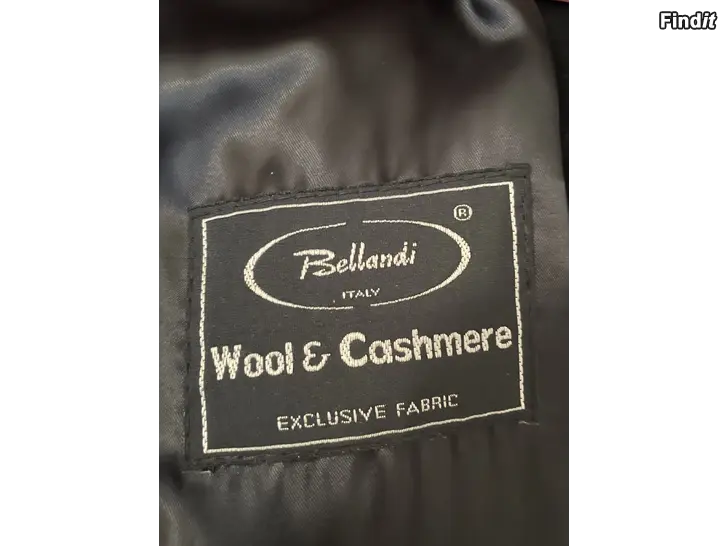 Findit
®
Bellandi
ITALY
Wool & Cashmere
EXCLUSIVE FABRIC